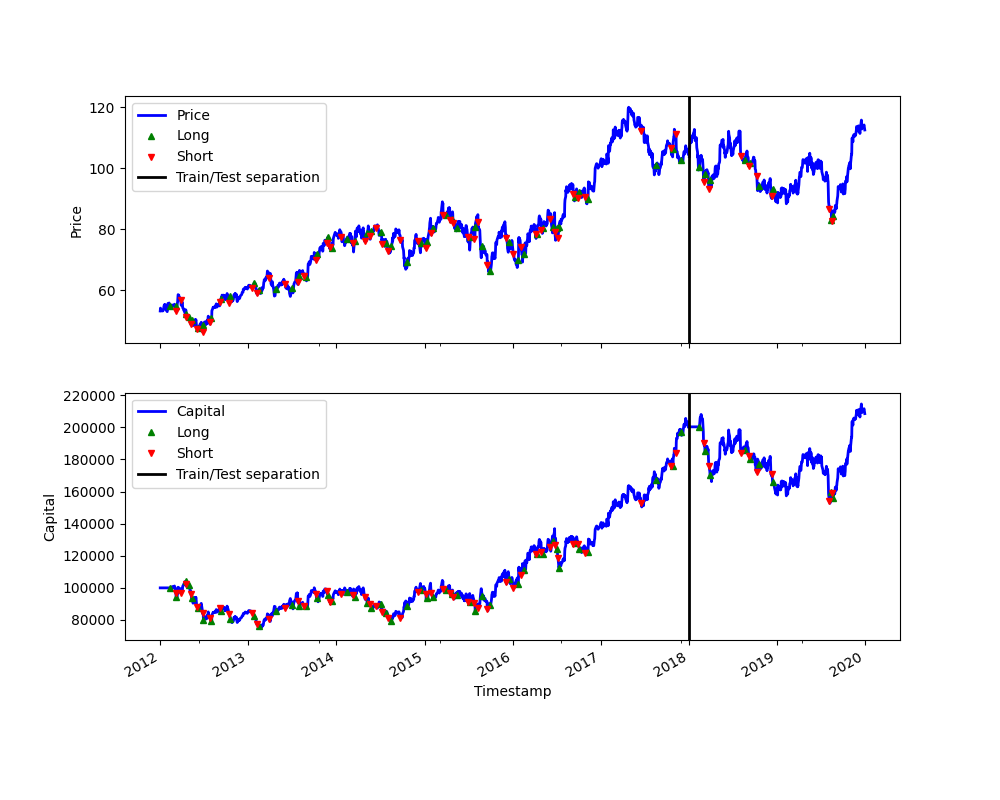 120
100
80
60
Price
Price
Long
Short
Train/Test separation
220000
200000
180000
160000
140000
120000
100000
80000
Capital
Capital
Long
Short
Train/Test separation
2012 2013 2014 2015 2016 2017 2018 2019 2020
Timestamp